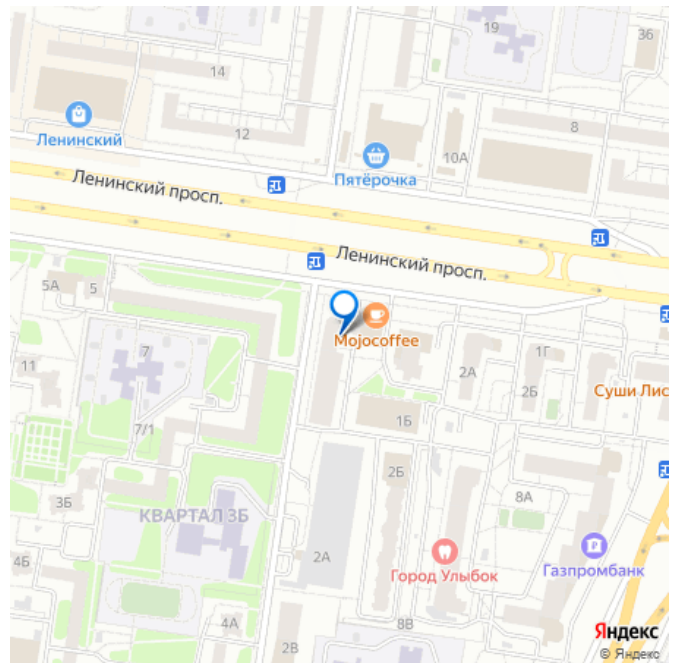 19
36
14
Ленинский
12
8
10А
Пятёрочка
Ленинский просп.
Ленинский просп.
5А
5
Mojocoffee
7
11
1Г
2А
2Б
Суши Лис
7/1
1Б
2Б
3Б
8А
КВАРТАЛ 3Б
4Б
2А
Город Улыбок
Газпромбанк
4А
8В
2В
Яндекс
© Яндекс